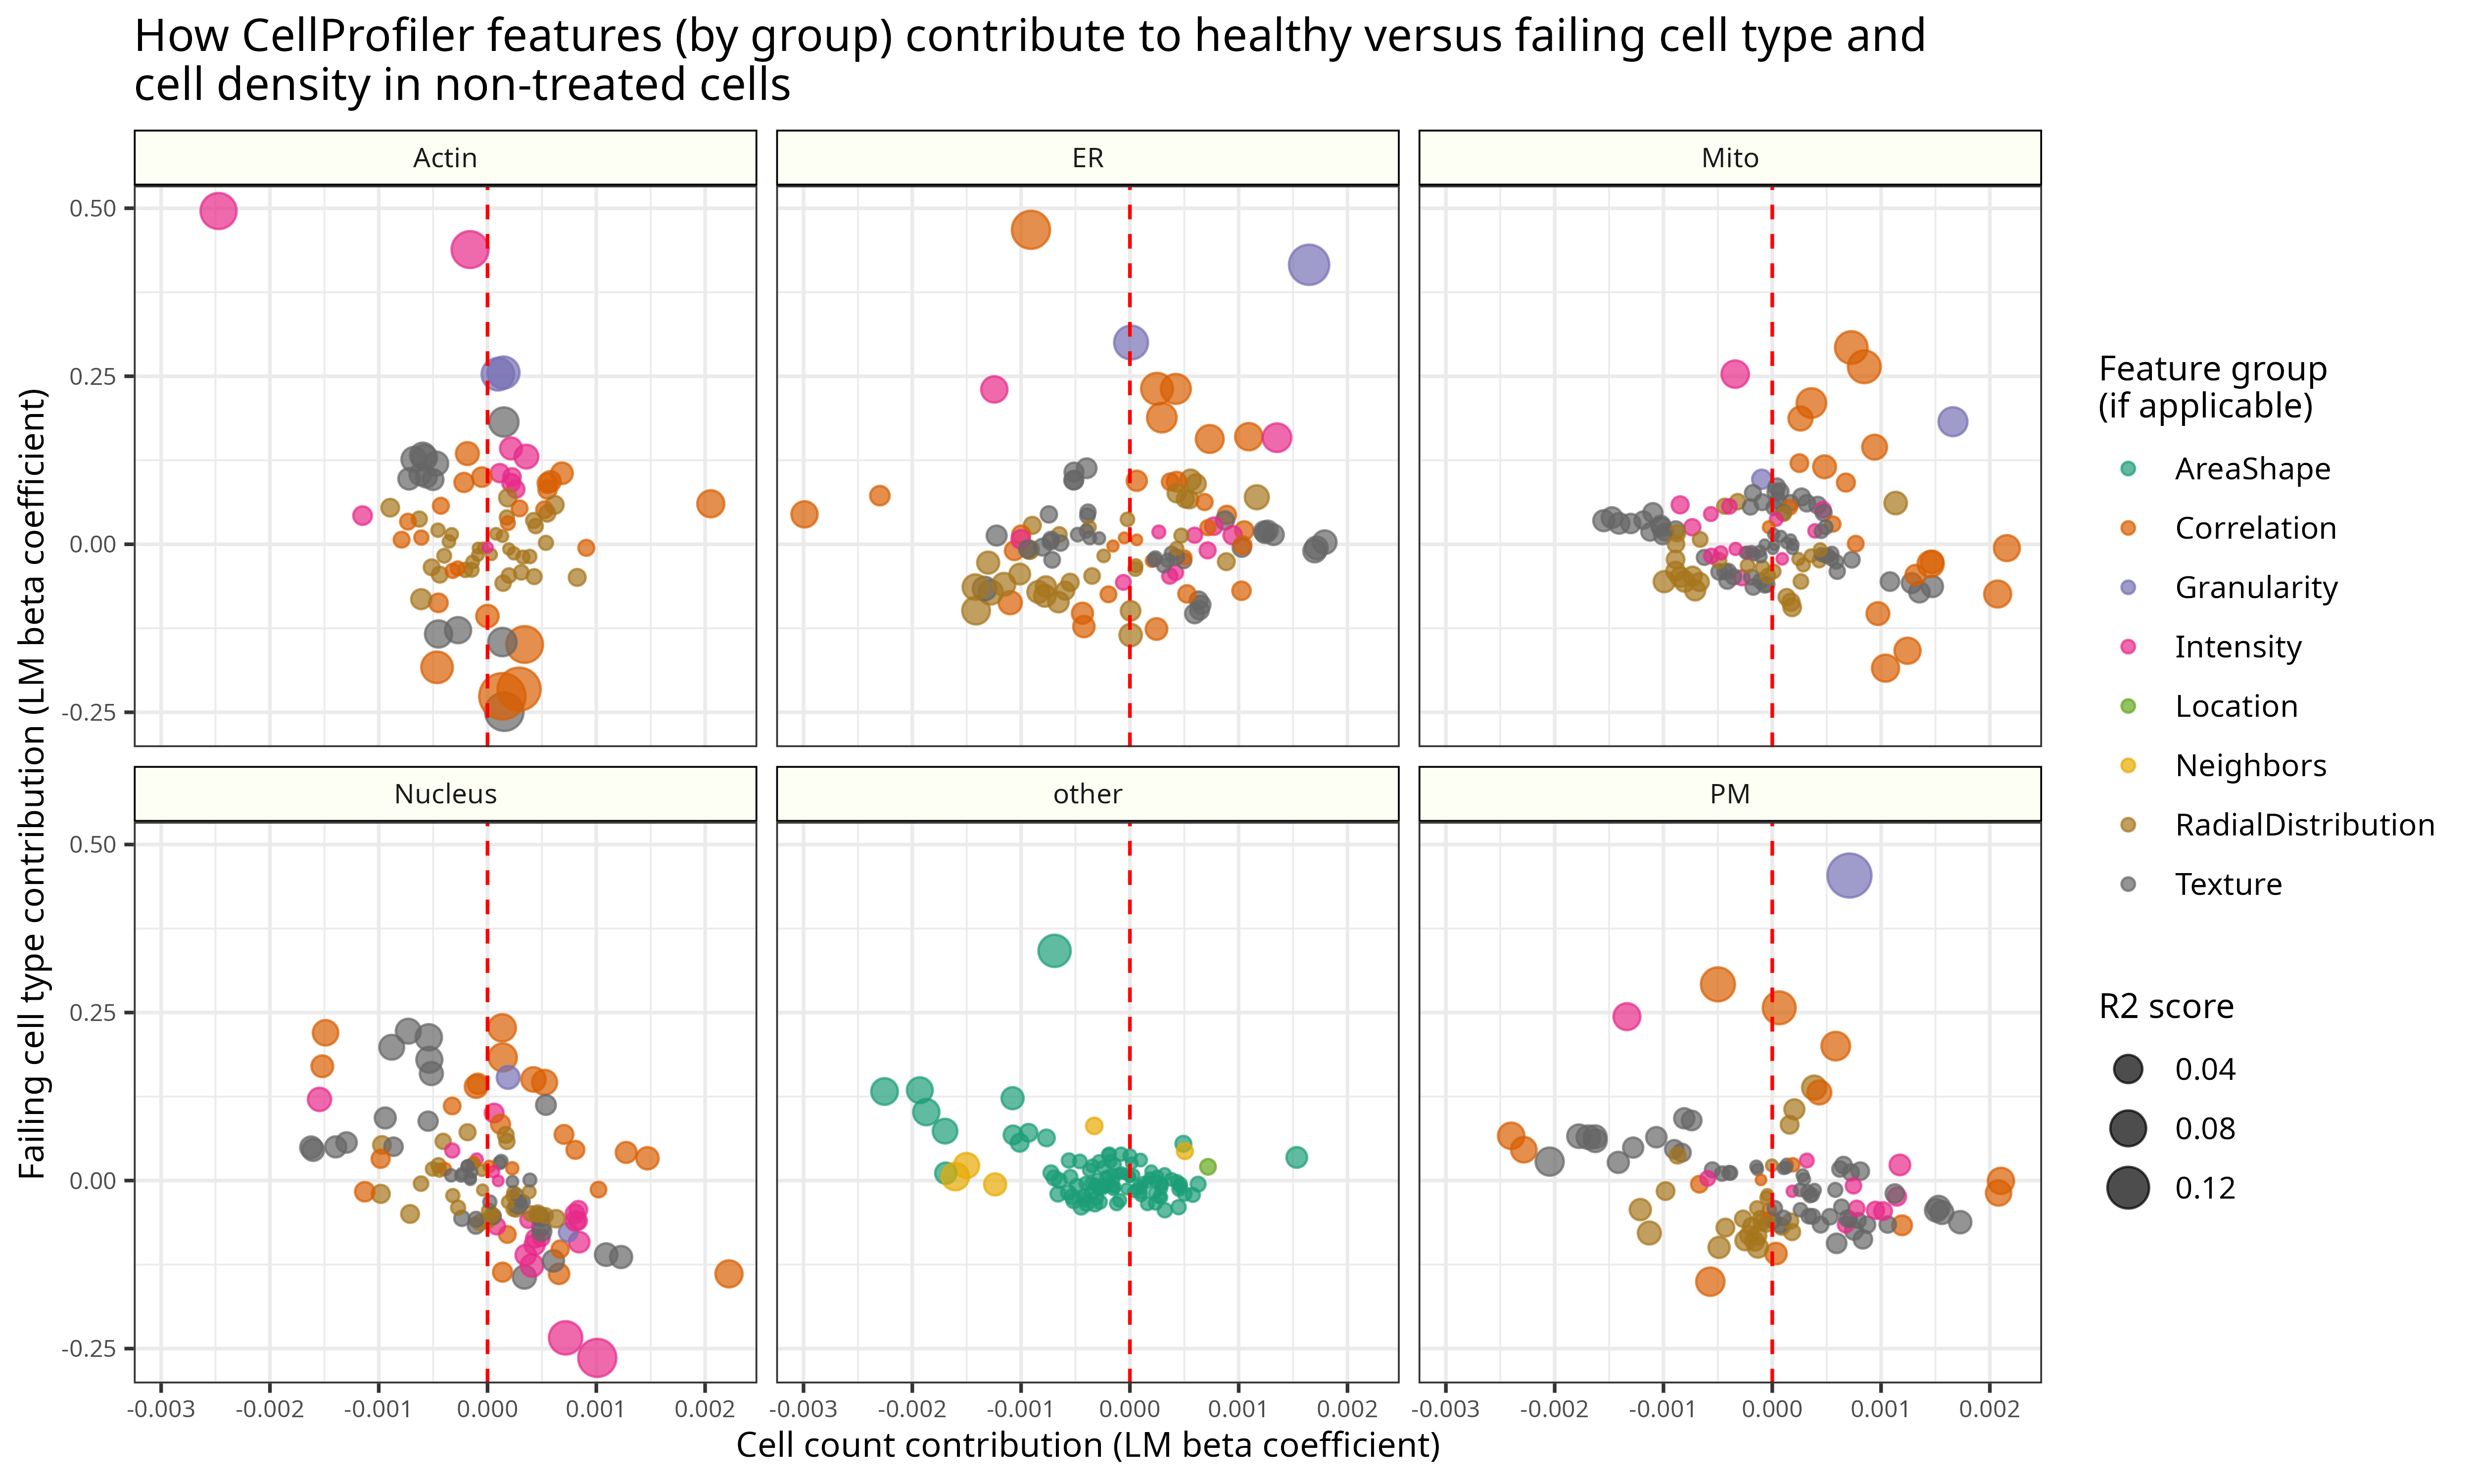 How CellProfiler features (by group) contribute to healthy versus failing cell type and
cell density in non-treated cells
Actin
ER
Mito
0.50
0.25
0.00
-0.25
Nucleus
other
PM
0.50
0.25
0.00
-0.25
-0.003
-0.002
-0.001
0.000
0.001
0.002
-0.003
-0.002
-0.001
0.000
0.001
0.002
-0.003
-0.002
-0.001
0.000
0.001
0.002
Cell count contribution (LM beta coefficient)
Failing cell type contribution (LM beta coefficient)
Feature group
(if applicable)
AreaShape
Correlation
Granularity
Intensity
Location
Neighbors
RadialDistribution
Texture
R2 score
0.04
0.08
0.12